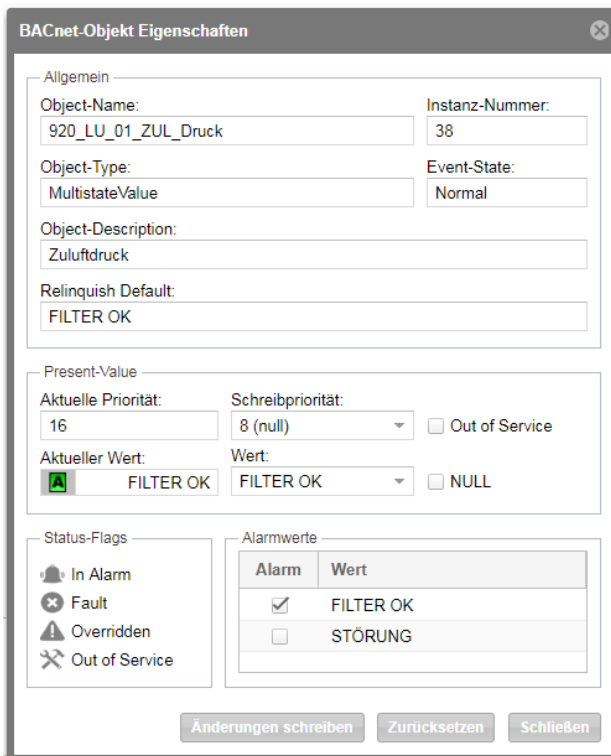 BACnet-Objekt Eigenschaften
Allgemein
Object-Name: Instanz-Nummer:
920_LU_01_ZUL_Druck 38
Object-Type: Event-State:
MultistateValue Normal
Object-Description:
Zuluftdruck
Relinquish Default:
FILTER OK
Present-Value
Aktuelle Priorität: Schreibpriorität:
16 8 (null) Out of Service
Aktueller Wert: Wert:
A FILTER OK FILTER OK NULL
Status-Flags
In Alarm
Fault
Overridden
Out of Service
Alarmwerte
Alarm Wert
FILTER OK
STÖRUNG
Änderungen schreiben Zurücksetzen Schließen